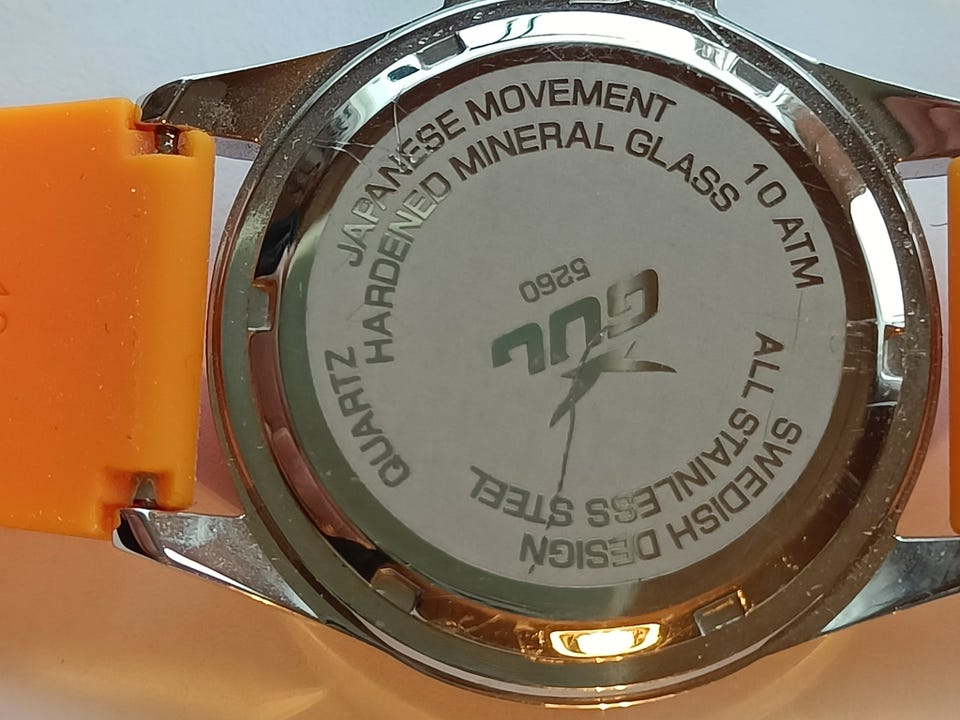 QUARTZ JAPANESE MOVEMENT 10 ATM
HARDENED MINERAL GLASS
GUL
5260
ALL STAINLESS STEEL
SWEDISH DESIGN